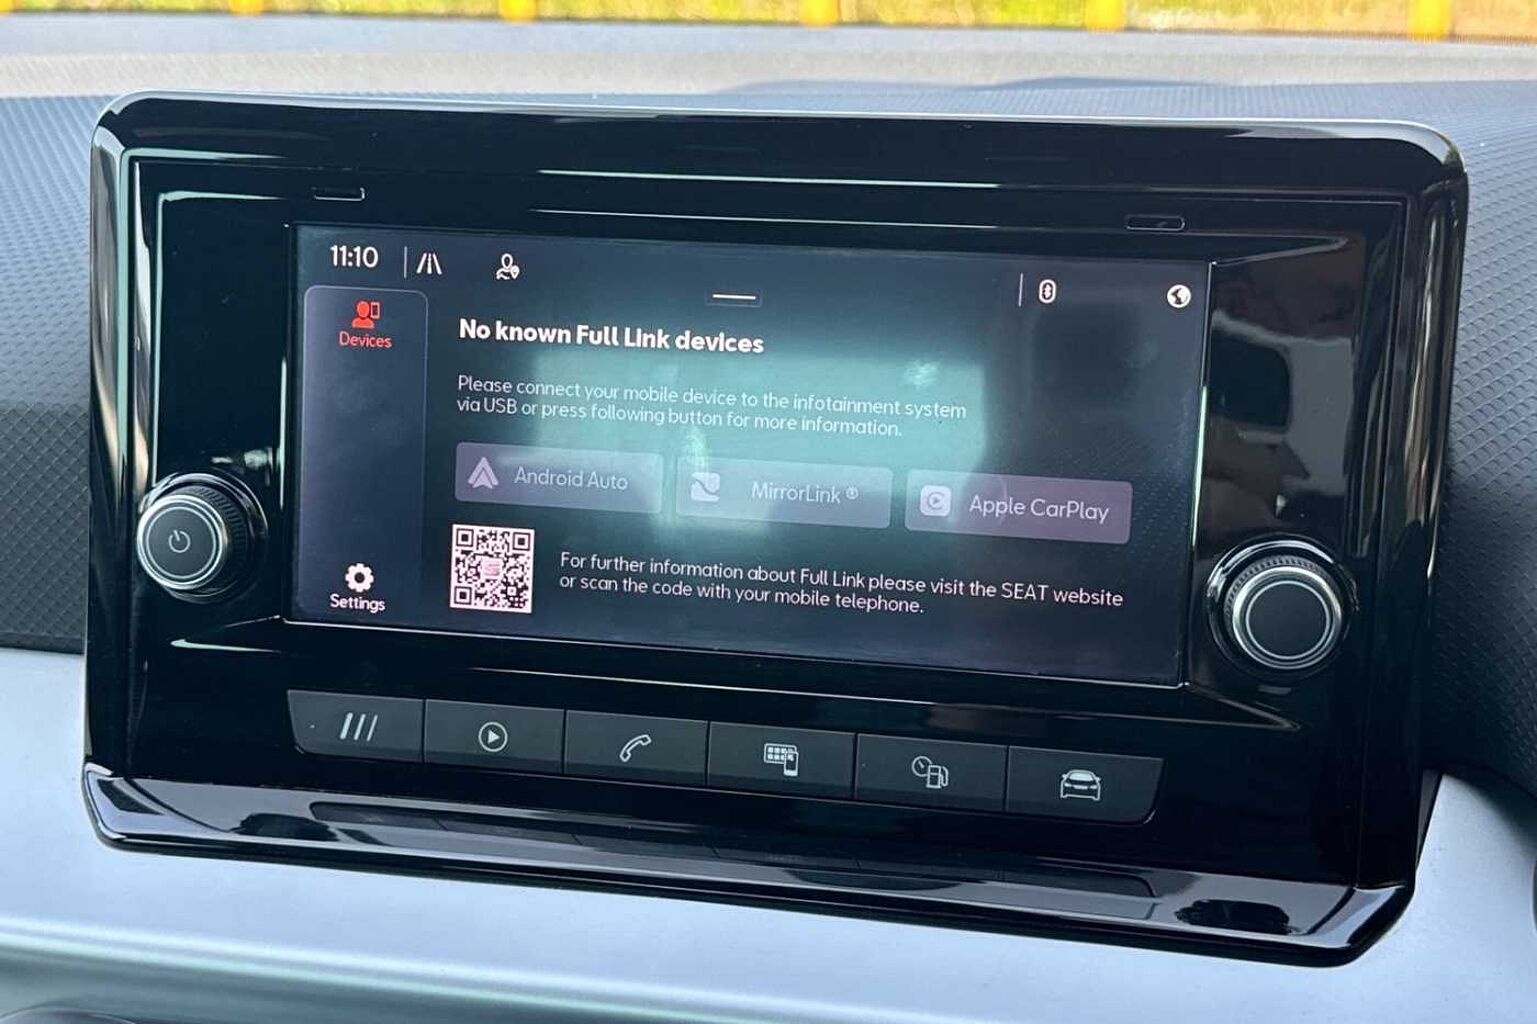 11:10
Devices
No known Full Link devices
Please connect your mobile device to the infotainment system
via USB or press following button for more information.
Android Auto
MirrorLink ®
Apple CarPlay
For further information about Full Link please visit the SEAT website
or scan the code with your mobile telephone.
Settings